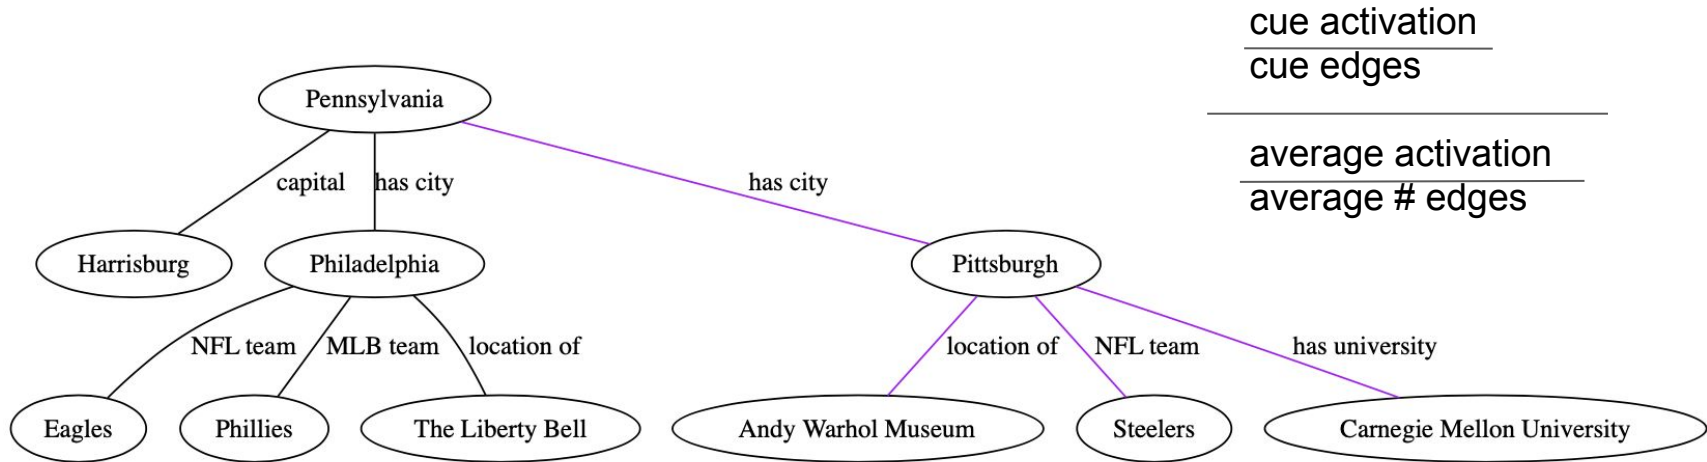 cue activation
cue edges
average activation
average # edges
Pennsylvania
capital
has city
has city
Harrisburg
Philadelphia
Pittsburgh
NFL team
MLB team
location of
location of
NFL team
has university
Eagles
Phillies
The Liberty Bell
Andy Warhol Museum
Steelers
Carnegie Mellon University